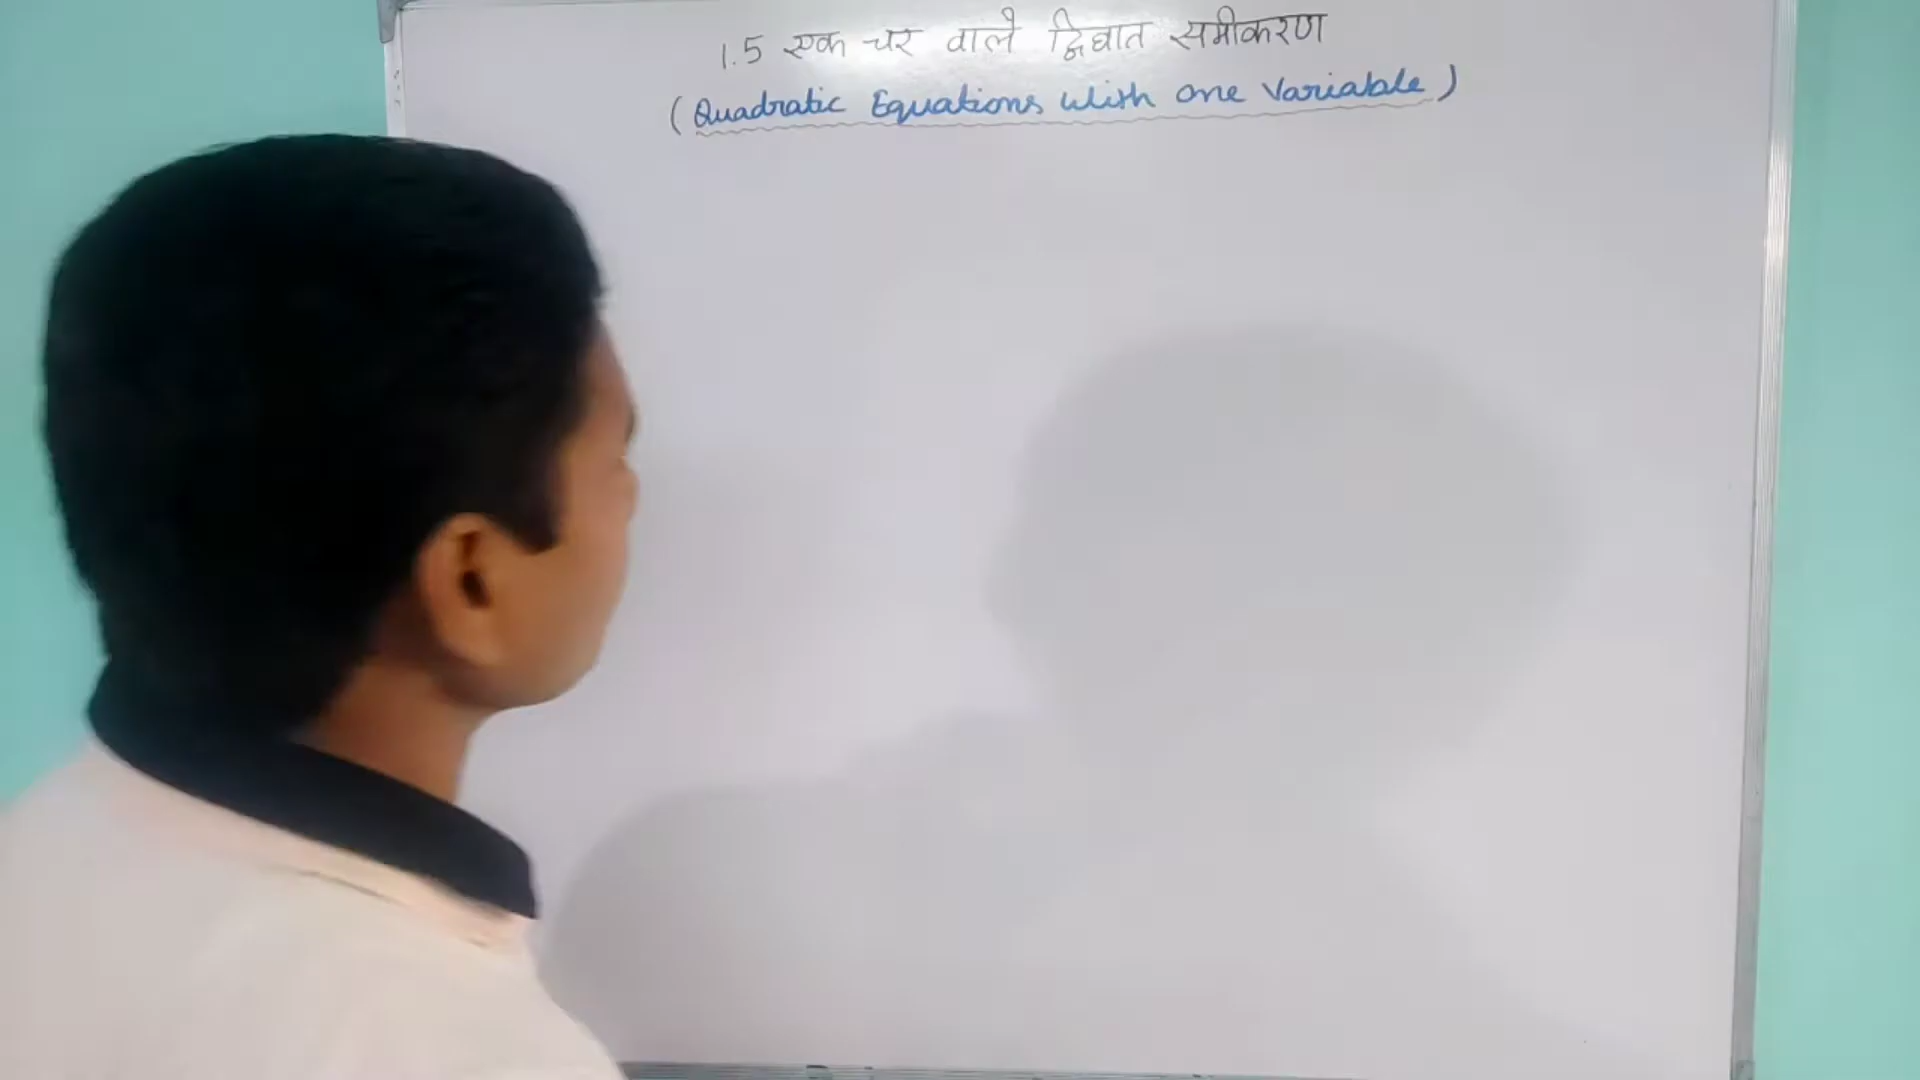 1.5 एक चर वाले द्विघात समीकरण
(Quadratic Equations With one Variable)